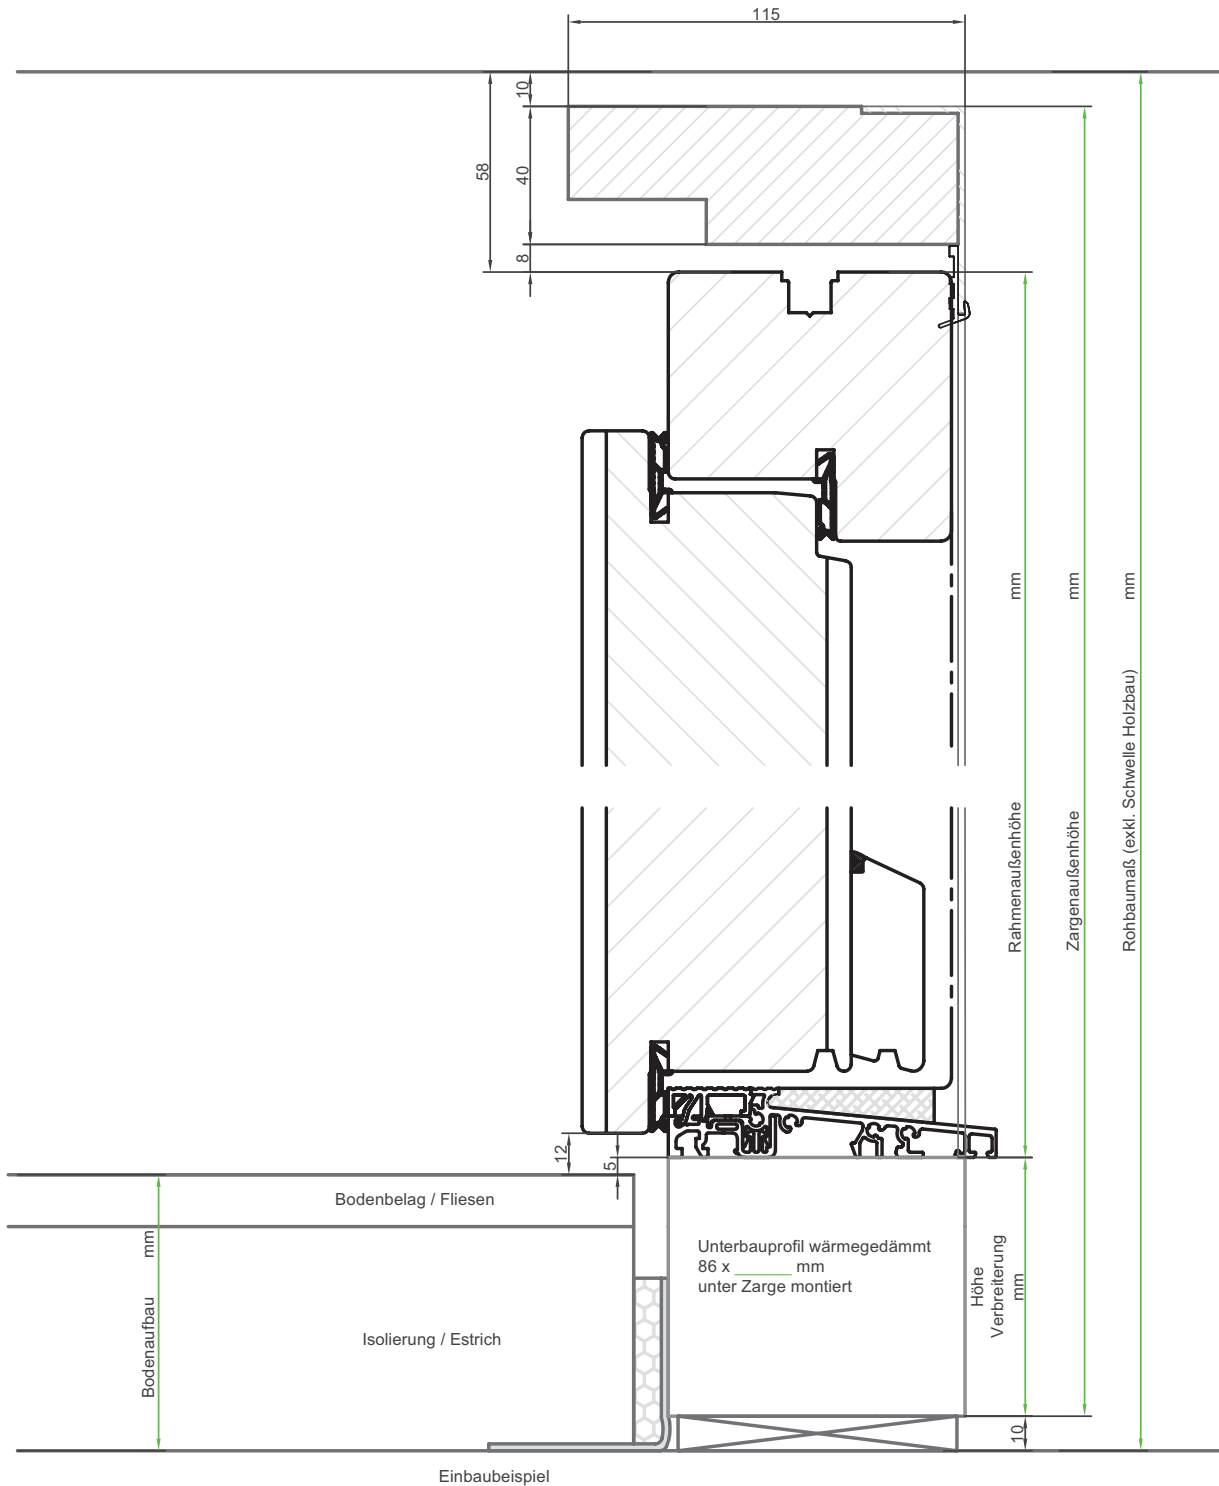 115
10
58
40
8
mm
mm
mm
Rahmenaußenhöhe
Zargenaußenhöhe
Rohbaumaß (exkl. Schwelle Holzbau)
12
5
Bodenbelag / Fliesen
mm
Bodenaufbau
Isolierung / Estrich
Unterbauprofil wärmegedämmt
86 x ______ mm
unter Zarge montiert
Höhe
Verbreiterung
mm
10
Einbaubeispiel